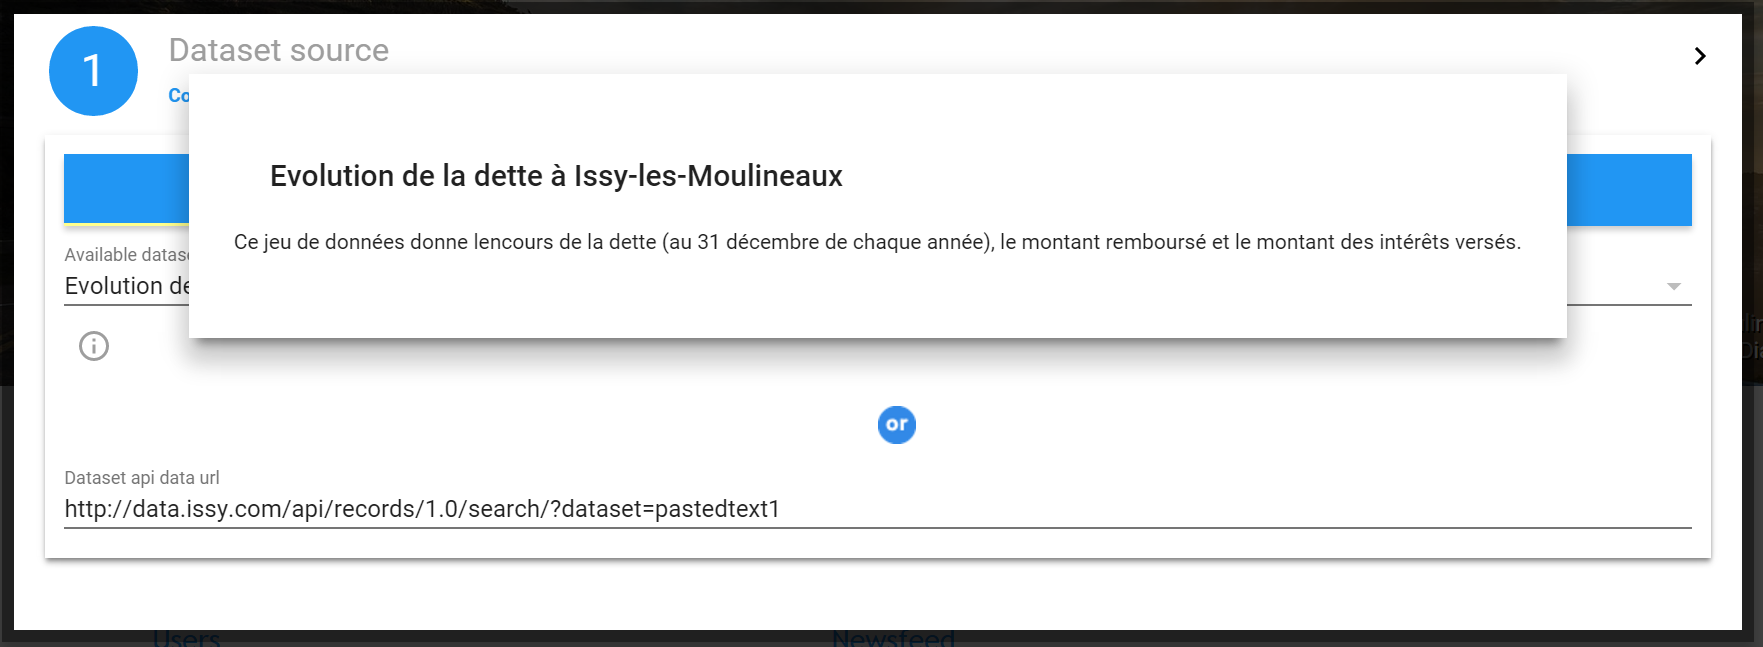 1
Dataset source
Co
Evolution de la dette à Issy-les-Moulineaux
Ce jeu de données donne lencours de la dette (au 31 décembre de chaque année), le montant remboursé et le montant des intérêts versés.
Available datase
Evolution de
or
Dataset api data url
http://data.issy.com/api/records/1.0/search/?dataset=pastedtext1
Users
Newsfeed